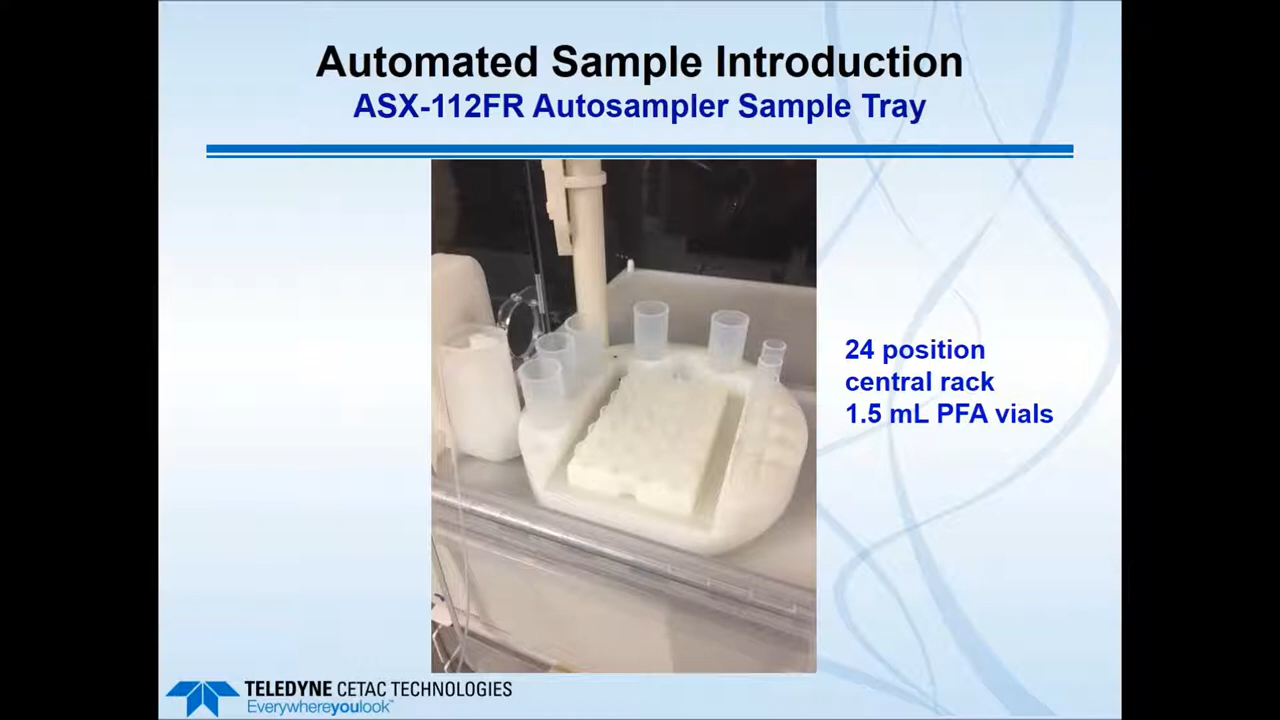 Automated Sample Introduction
ASX-112FR Autosampler Sample Tray
24 position
central rack
1.5 mL PFA vials
TELEDYNE CETAC TECHNOLOGIES
Everywhereyoulook™